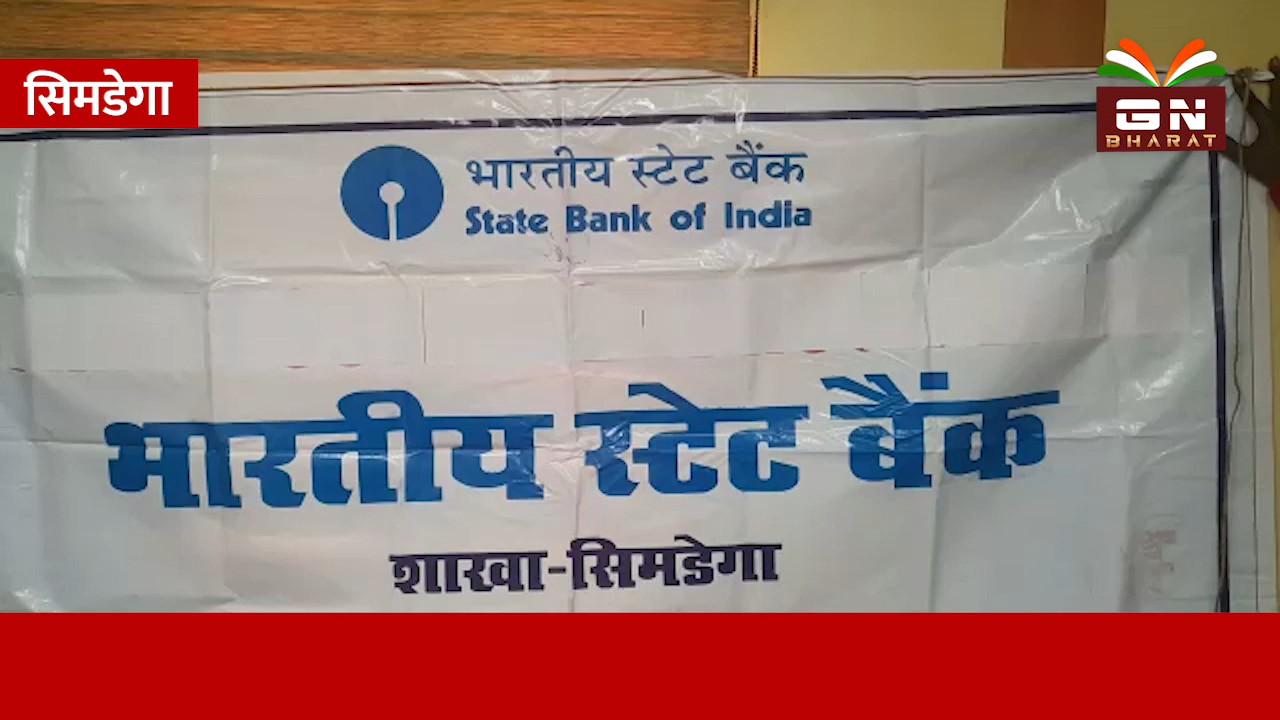 सिमडेगा
GN
BHARAT
भारतीय स्टेट बैंक
State Bank of India
भारतीय स्टेट बैंक
शाखा-सिमडेगा